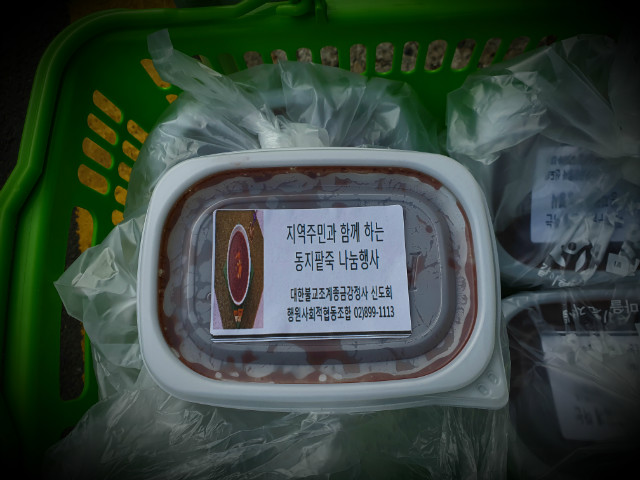 지역주민과 함께 하는
동지팥죽 나눔행사
대한불교조계종금강정사 신도회
행원사회적협동조합 02)899-1113